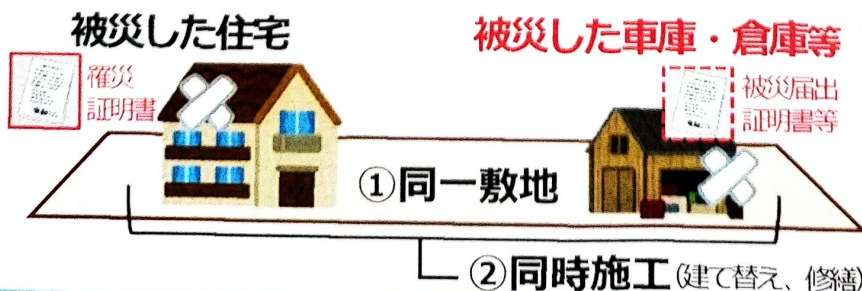 被災した住宅
被災した車庫・倉庫等
罹災
証明書
被災届出
証明書等
①同一敷地
②同時施工(建て替え、修繕)